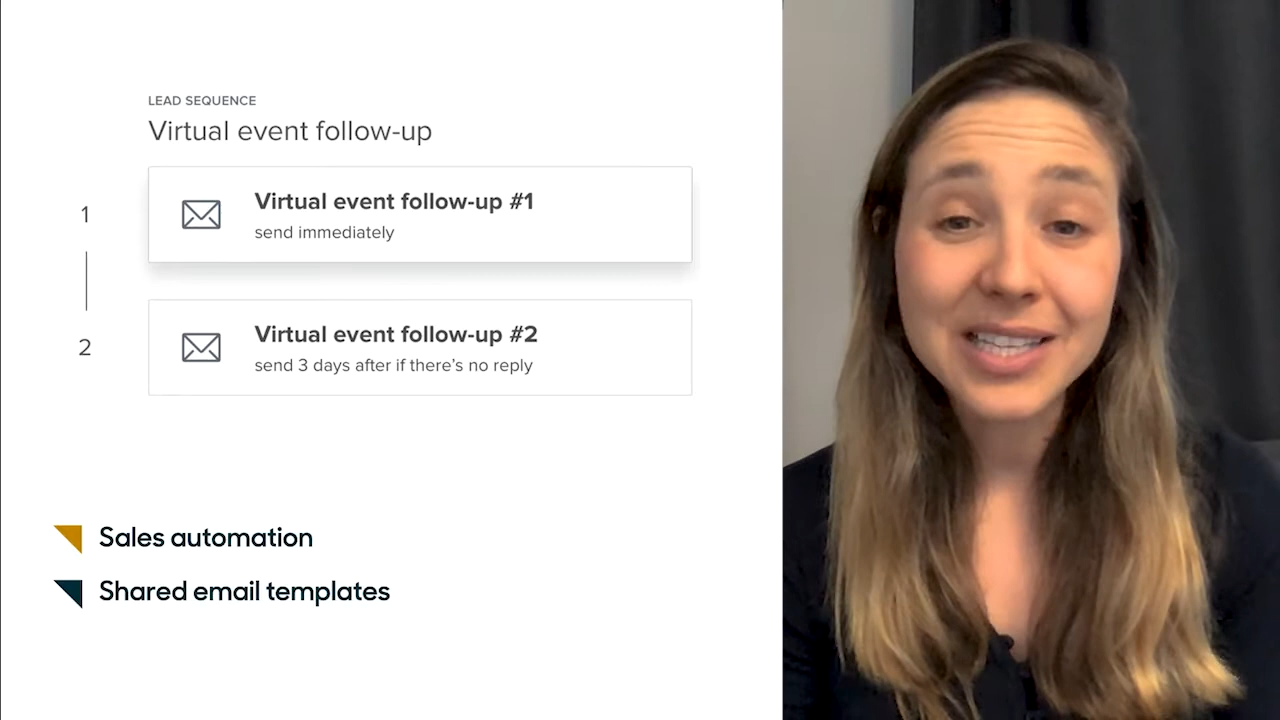 LEAD SEQUENCE
Virtual event follow-up
1
Virtual event follow-up #1
send immediately
2
Virtual event follow-up #2
send 3 days after if there’s no reply
Sales automation
Shared email templates